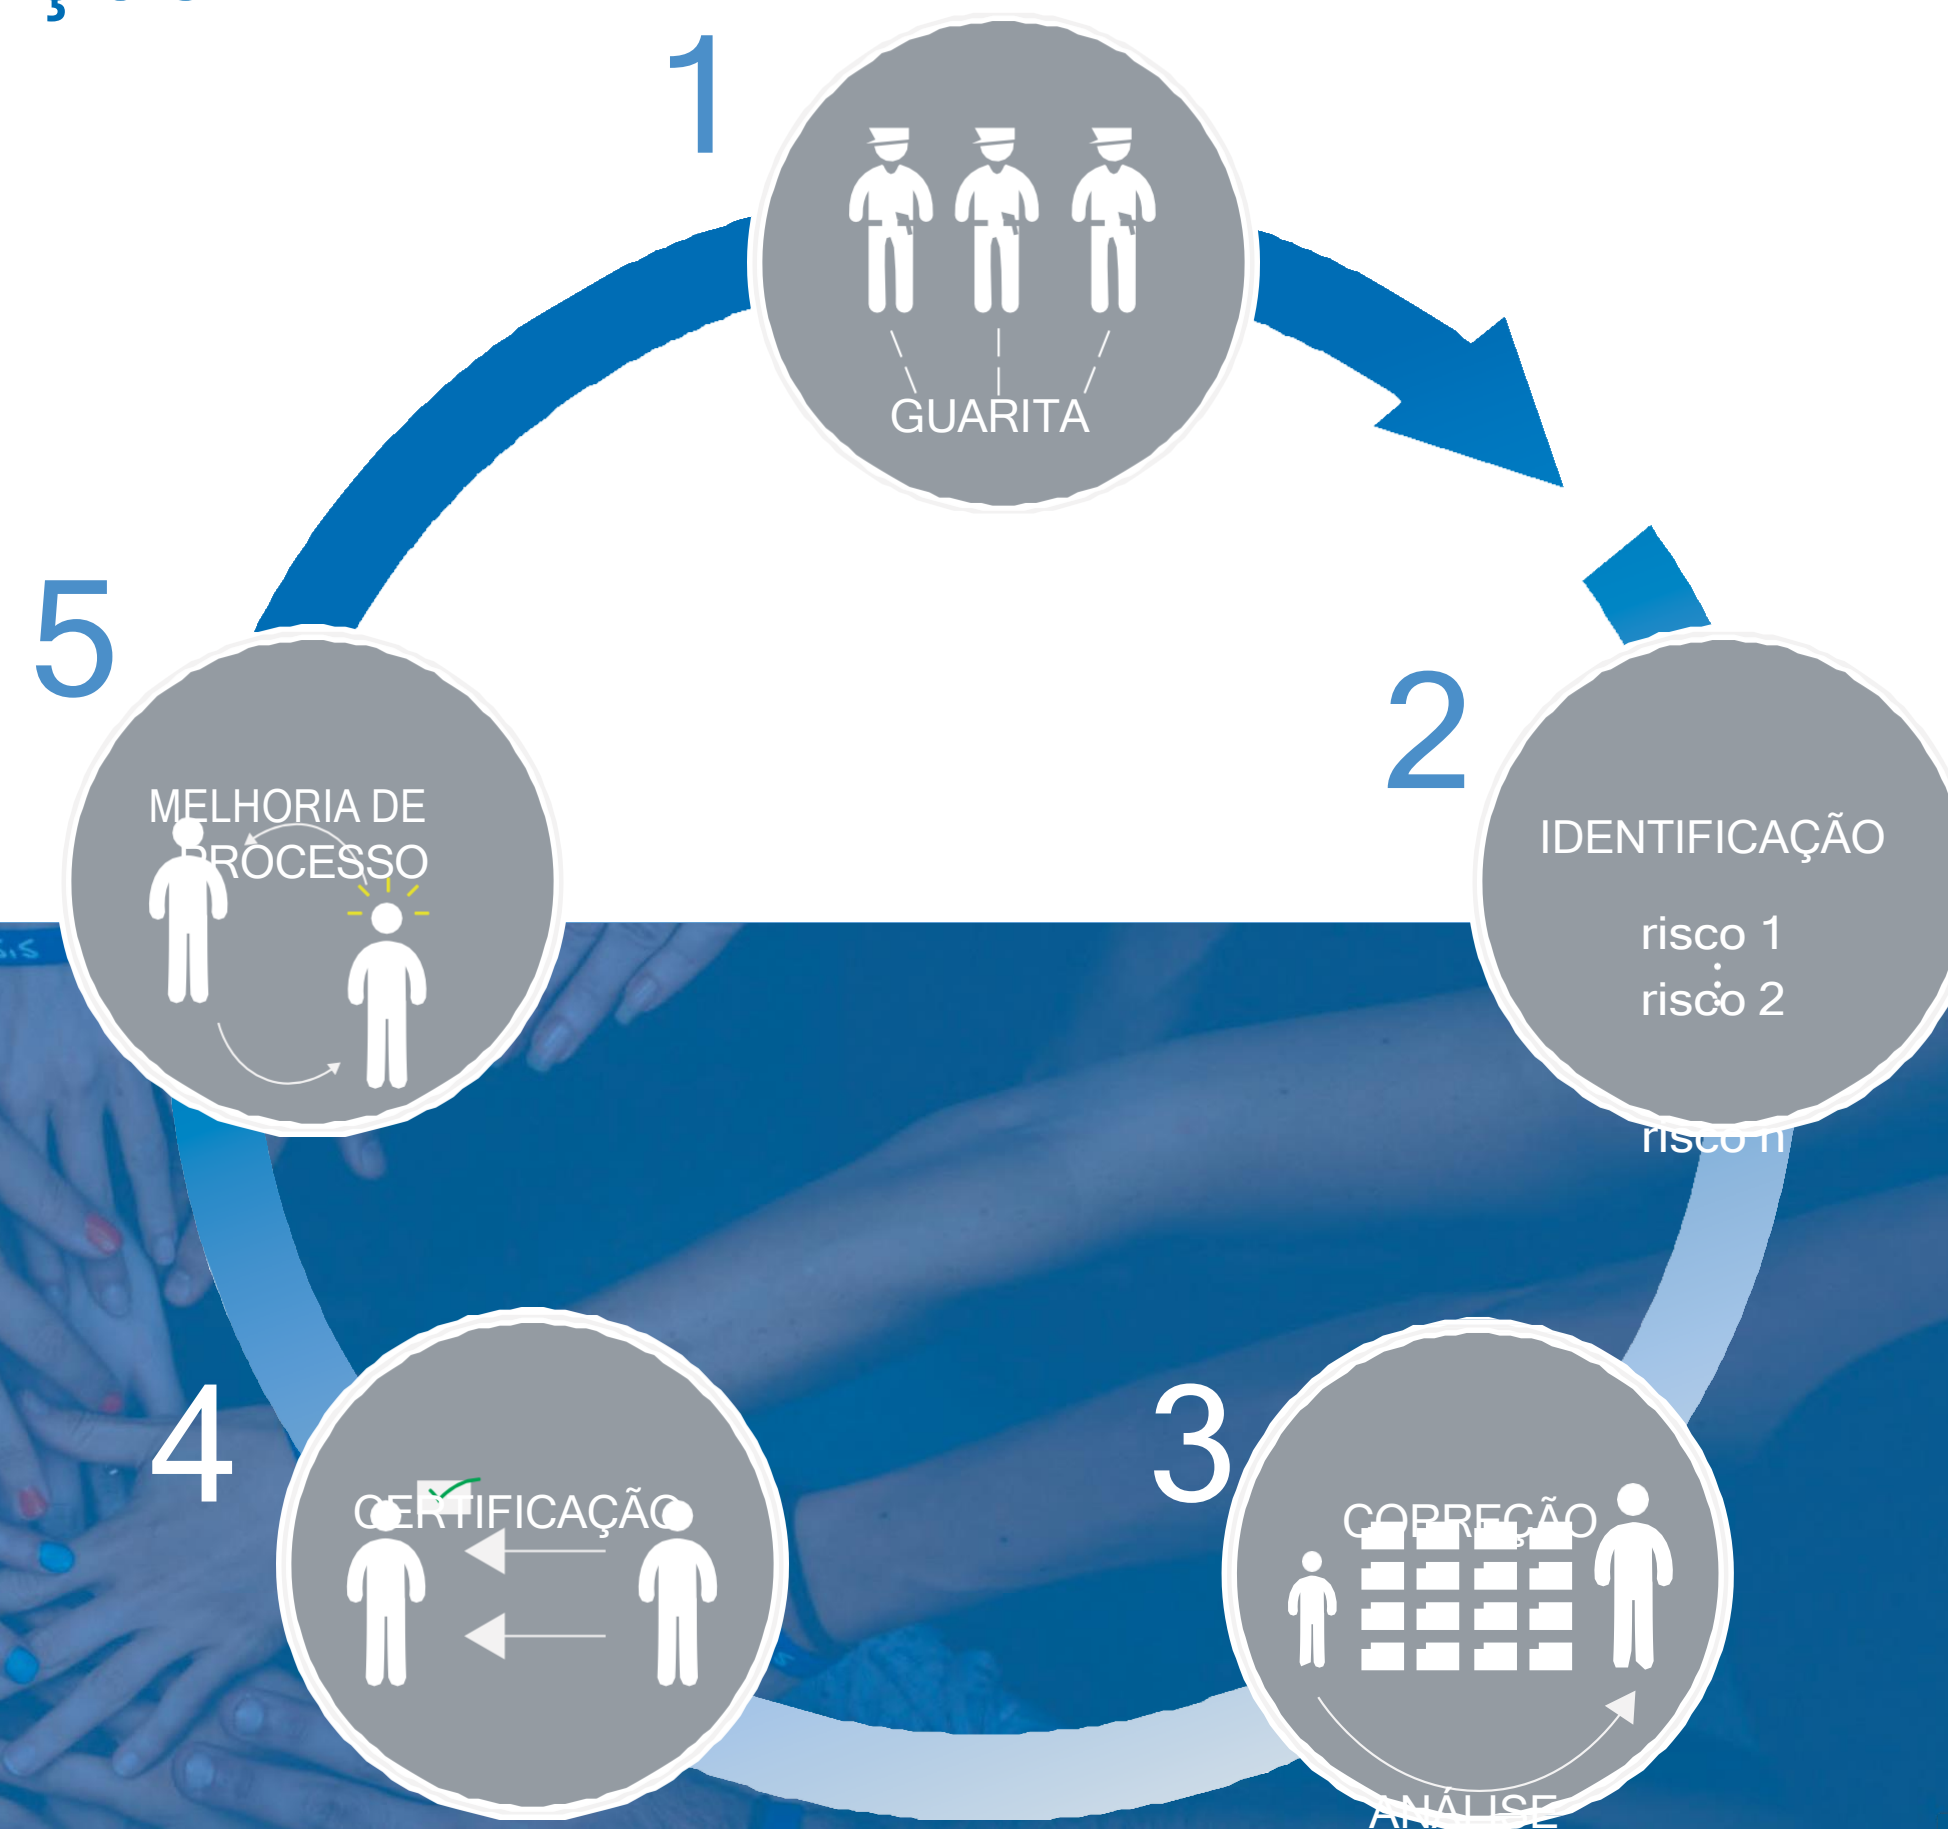 1
GUARITA
2
IDENTIFICAÇÃO
risco 1
risco 2
risco n
3
CORREÇÃO
ANÁLISE
4
CERTIFICAÇÃO
5
MELHORIA DE
PROCESSO